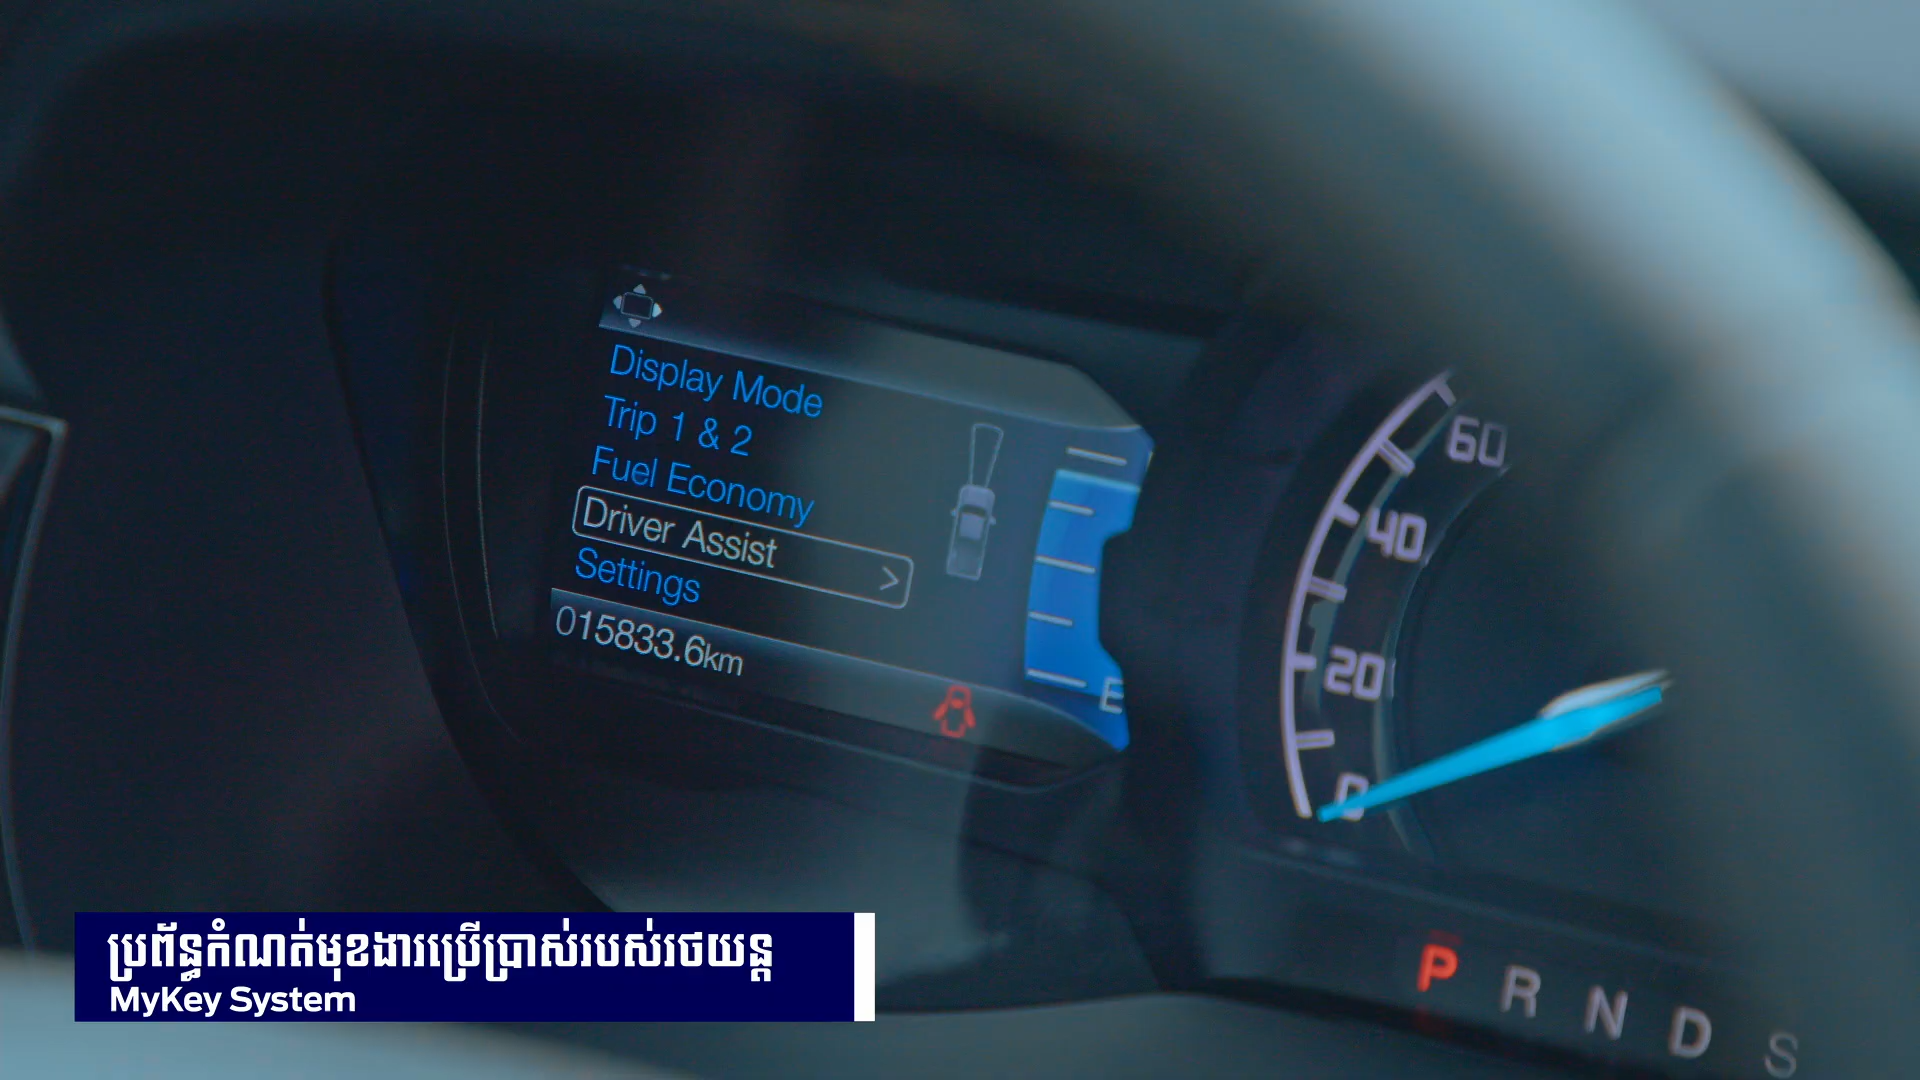 Display Mode
Trip 1 & 2
Fuel Economy
Driver Assist >
Settings
015833.6km
E
60
40
20
0
P R N D S
ប្រព័ន្ធកំណត់មុខងារប្រើប្រាស់របស់រថយន្ត
MyKey System